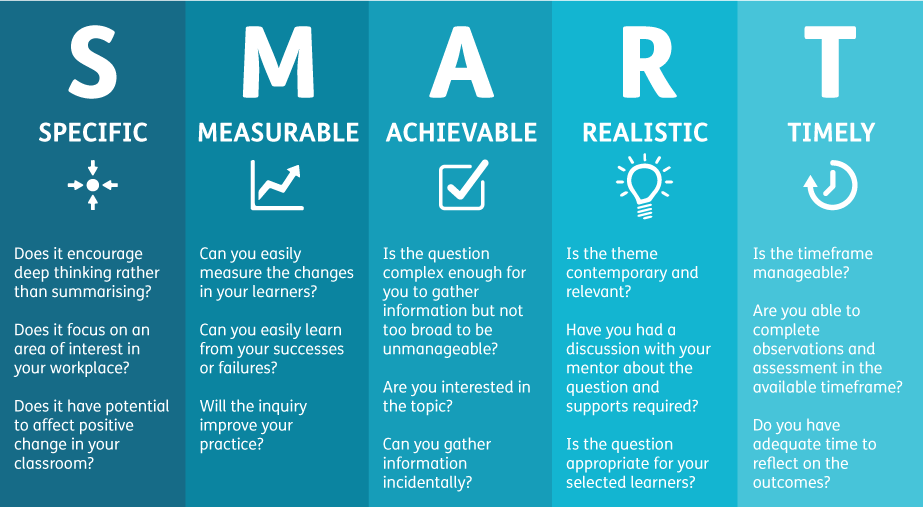 S
SPECIFIC
Does it encourage
deep thinking rather
than summarising?
Does it focus on an
area of interest in
your workplace?
Does it have potential
to affect positive
change in your
classroom?
M
MEASURABLE
Can you easily
measure the changes
in your learners?
Can you easily learn
from your successes
or failures?
Will the inquiry
improve your
practice?
A
ACHIEVABLE
Is the question
complex enough for
you to gather
information but not
too broad to be
unmanageable?
Are you interested in
the topic?
Can you gather
information
incidentally?
R
REALISTIC
Is the theme
contemporary and
relevant?
Have you had a
discussion with your
mentor about the
question and
supports required?
Is the question
appropriate for your
selected learners?
T
TIMELY
Is the timeframe
manageable?
Are you able to
complete
observations and
assessment in the
available timeframe?
Do you have
adequate time to
reflect on the
outcomes?